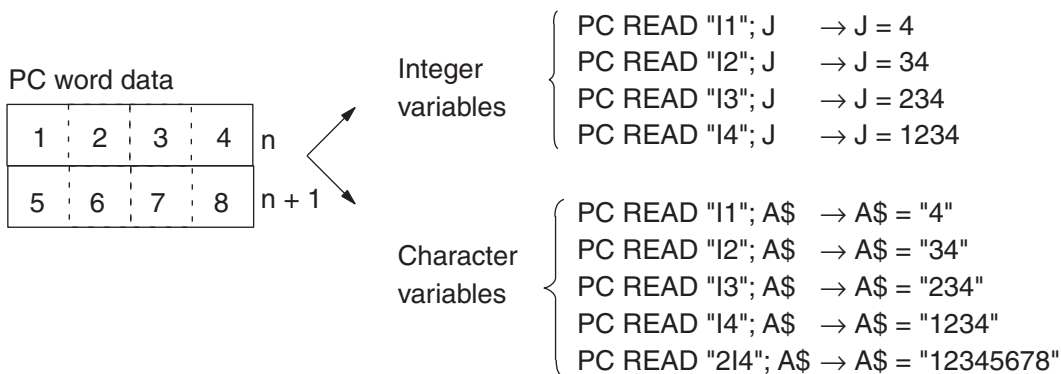 PC word data
1 2 3 4 n
5 6 7 8 n + 1
Integer
variables
PC READ "I1"; J → J = 4
PC READ "I2"; J → J = 34
PC READ "I3"; J → J = 234
PC READ "I4"; J → J = 1234
Character
variables
PC READ "I1"; A$ → A$ = "4"
PC READ "I2"; A$ → A$ = "34"
PC READ "I3"; A$ → A$ = "234"
PC READ "I4"; A$ → A$ = "1234"
PC READ "2I4"; A$ → A$ = "12345678"